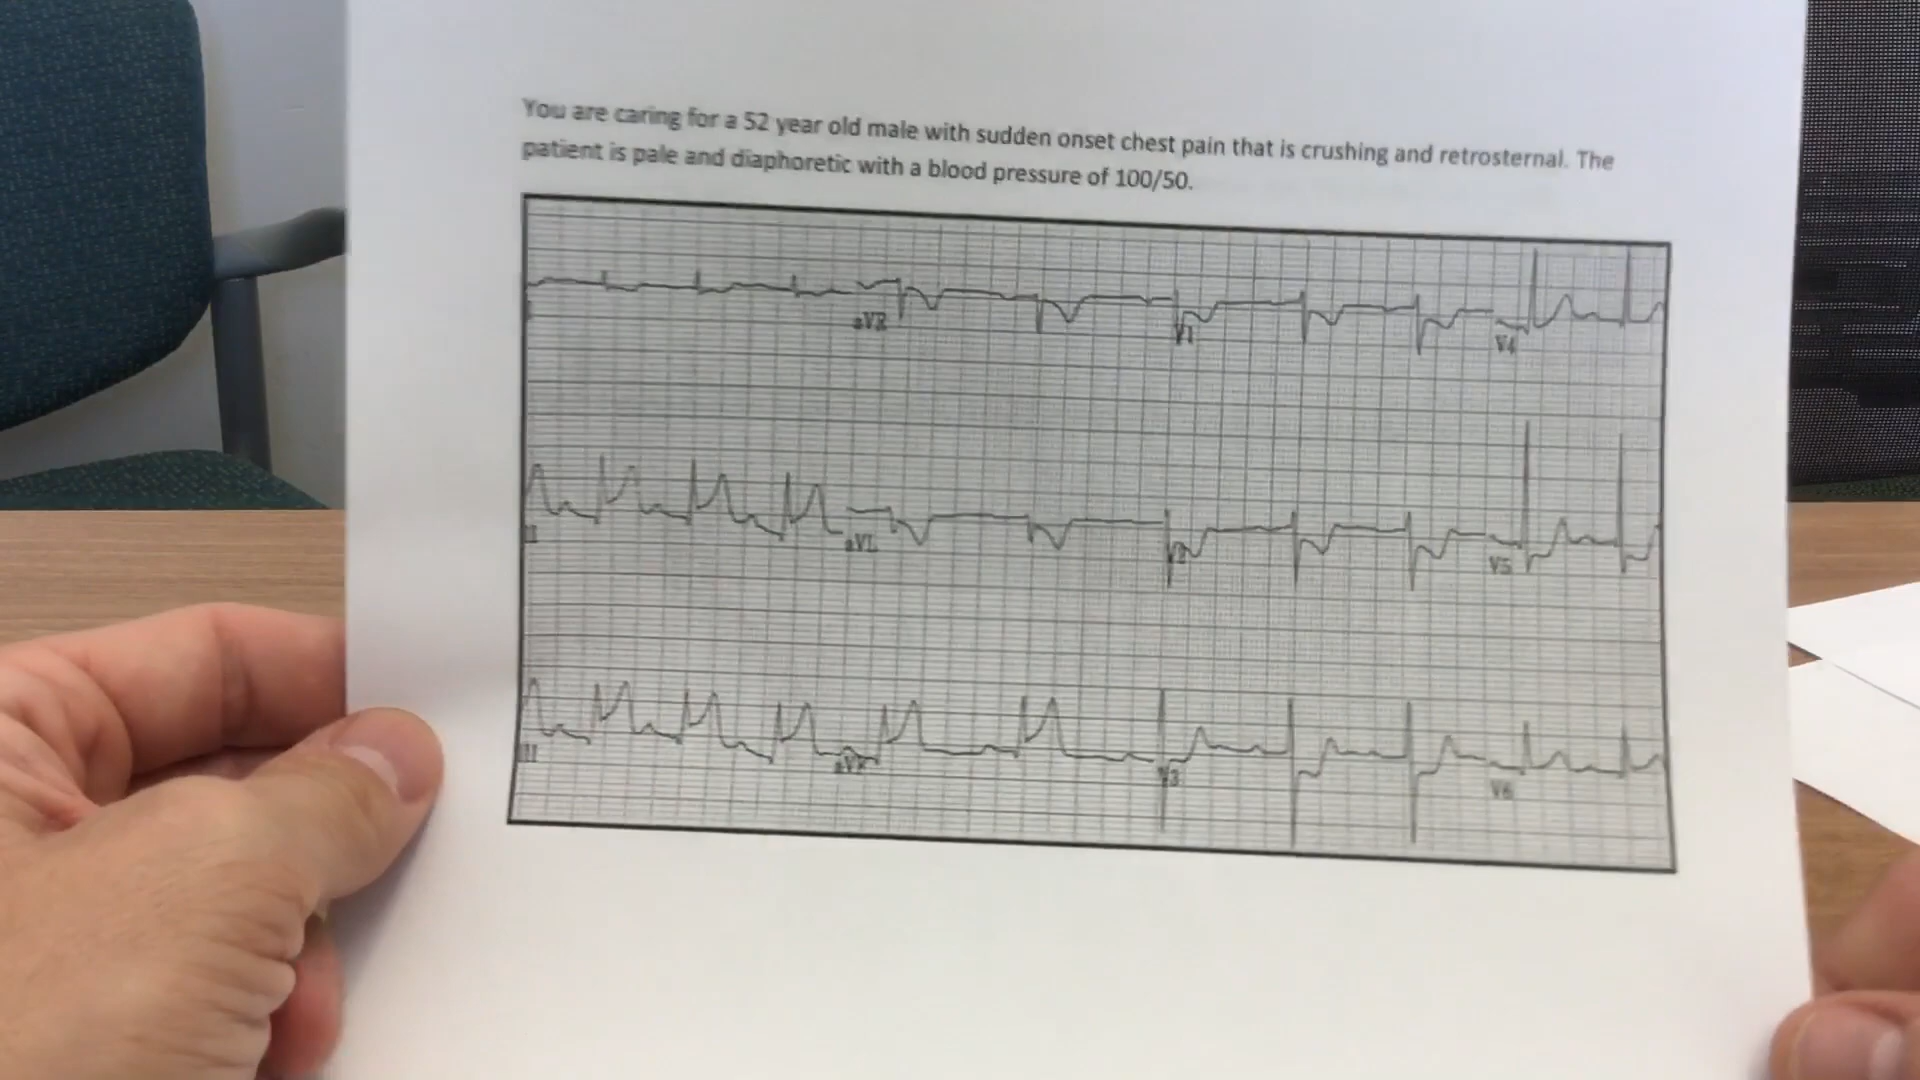 You are caring for a 52 year old male with sudden onset chest pain that is crushing and retrosternal. The
patient is pale and diaphoretic with a blood pressure of 100/50.
aVR
V1
V4
II
aVL
V2
V5
III
aVF
V3
V6